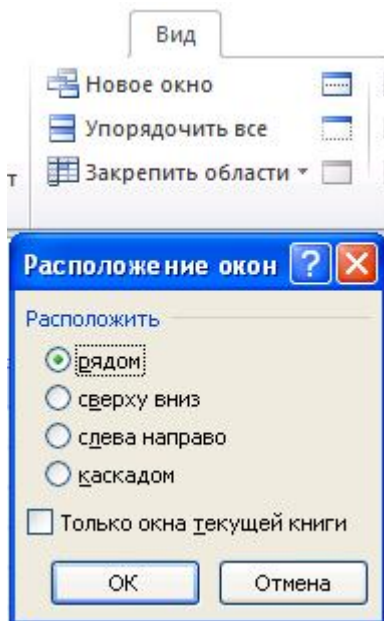 Вид
Новое окно
Упорядочить все
т Закрепить области
Расположение окон ?
Расположить
рядом
сверху вниз
слева направо
каскадом
Только окна текущей книги
ОК Отмена